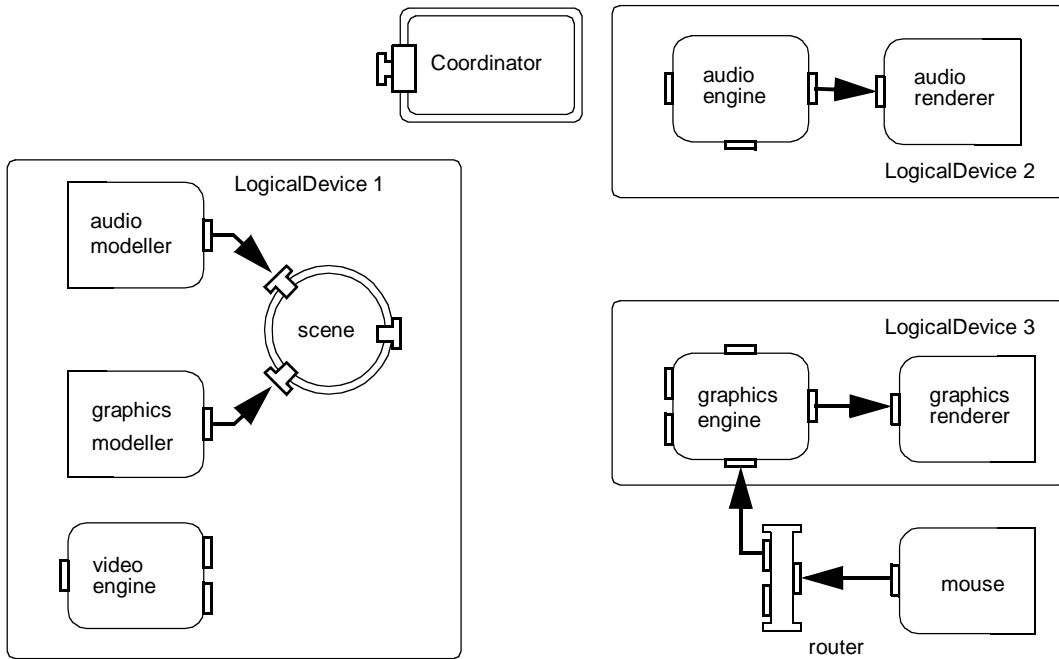 Coordinator
audio
engine
audio
renderer
LogicalDevice 2
LogicalDevice 1
audio
modeller
scene
graphics
modeller
video
engine
LogicalDevice 3
graphics
engine
graphics
renderer
mouse
router